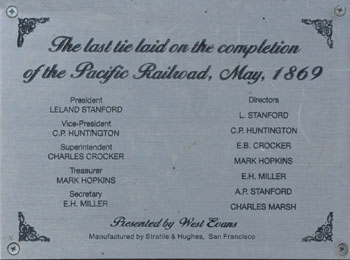 The last tie laid on the completion
of the Pacific Railroad, May, 1869
President
LELAND STANFORD
Vice-President
C.P. HUNTINGTON
Superintendent
CHARLES CROCKER
Treasurer
MARK HOPKINS
Secretary
E.H. MILLER
Directors
L. STANFORD
C.P. HUNTINGTON
E.B. CROCKER
MARK HOPKINS
E.H. MILLER
A.P. STANFORD
CHARLES MARSH
Presented by West Evans
Manufactured by Strahle & Hughes, San Francisco